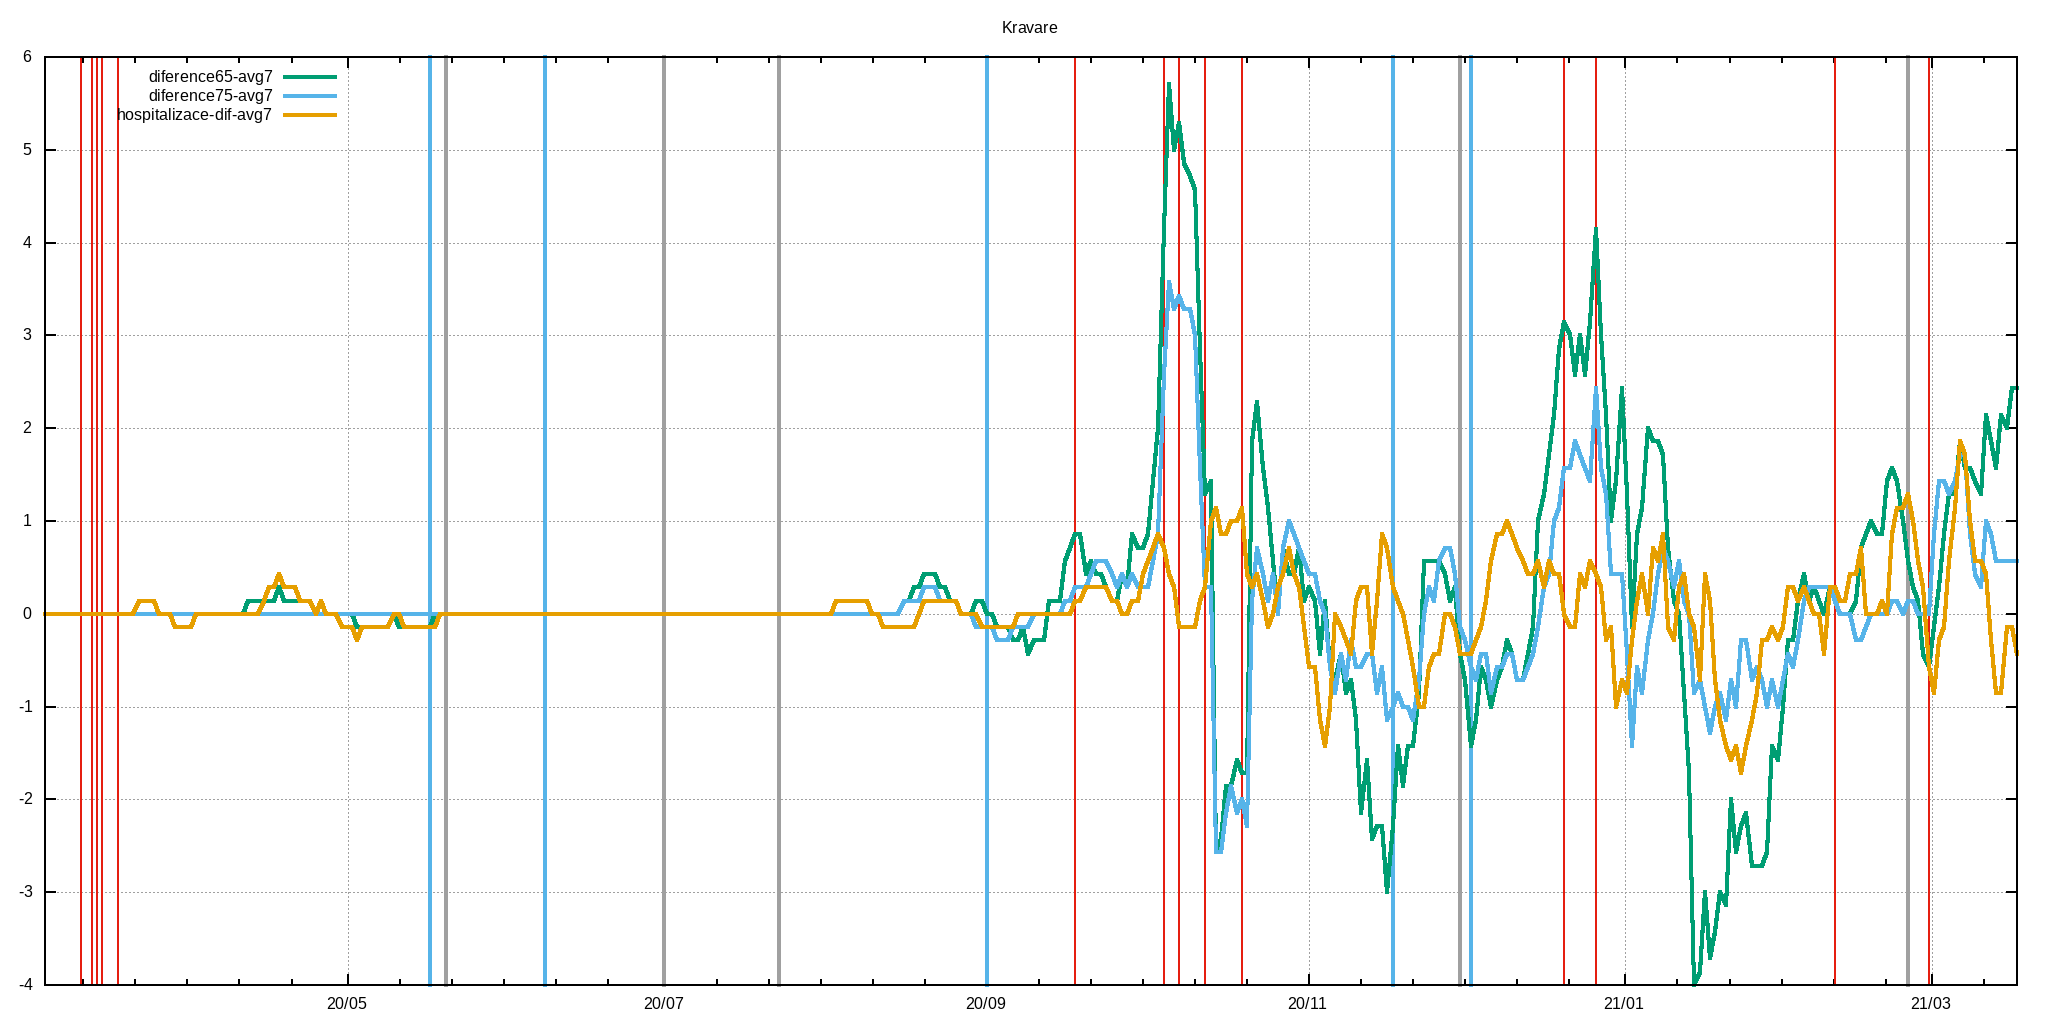 Kravare
diference65-avg7
diference75-avg7
hospitalizace-dif-avg7
6
5
4
3
2
1
0
-1
-2
-3
-4
20/05 20/07 20/09 20/11 21/01 21/03